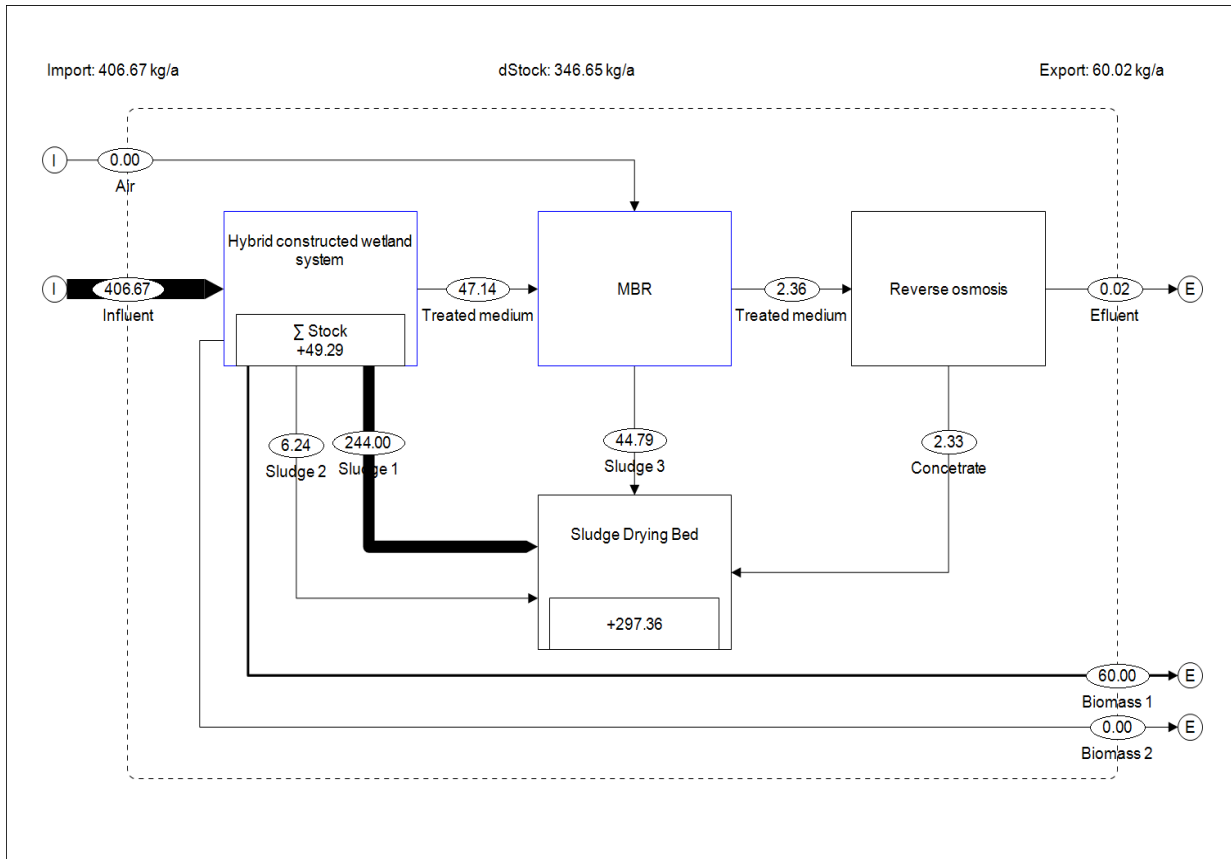 Import: 406.67 kg/a
dStock: 346.65 kg/a
Export: 60.02 kg/a
I
0.00
Air
Hybrid constructed wetland
system
MBR
Reverse osmosis
I
406.67
Influent
47.14
Treated medium
2.36
Treated medium
0.02
Efluent
E
∑ Stock
+49.29
6.24
Sludge 2
244.00
Sludge 1
44.79
Sludge 3
2.33
Concetrate
Sludge Drying Bed
+297.36
60.00
Biomass 1
E
0.00
Biomass 2
E